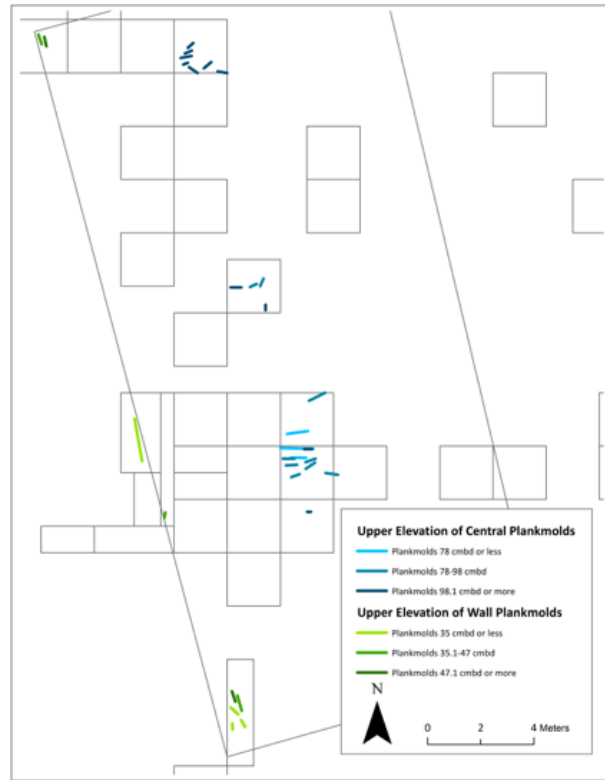 Upper Elevation of Central Plankmolds
Plankmolds 78 cmbd or less
Plankmolds 78-98 cmbd
Plankmolds 98.1 cmbd or more
Upper Elevation of Wall Plankmolds
Plankmolds 35 cmbd or less
Plankmolds 35.1-47 cmbd
Plankmolds 47.1 cmbd or more
N
0 2 4 Meters